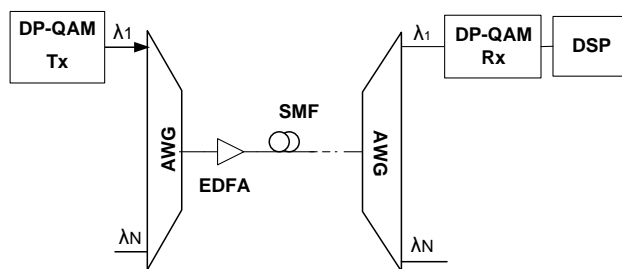 DP-QAM
Tx
λ1
AWG
λN
EDFA
SMF
AWG
λ1
DP-QAM
Rx
DSP
λN